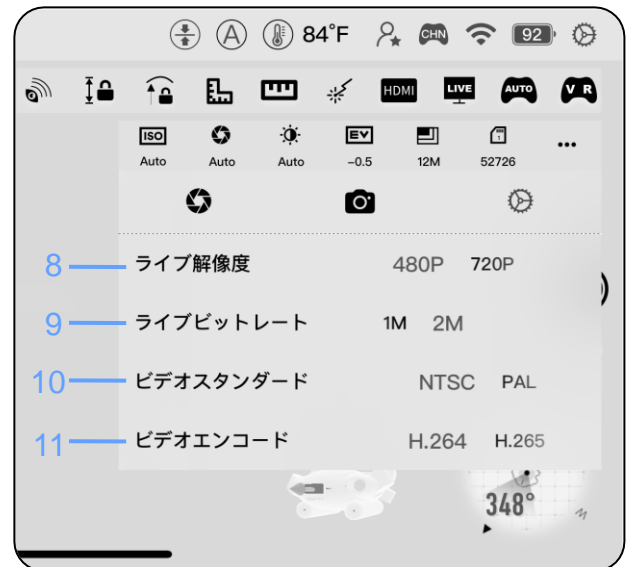 A 84°F CHN 92
HDMI LIVE AUTO V R
ISO EV 1
Auto Auto Auto -0.5 12M 52726
8 ライブ解像度 480P 720P
9 ライブビットレート 1M 2M
10 ビデオスタンダード NTSC PAL
11 ビデオエンコード H.264 H.265
348°
M